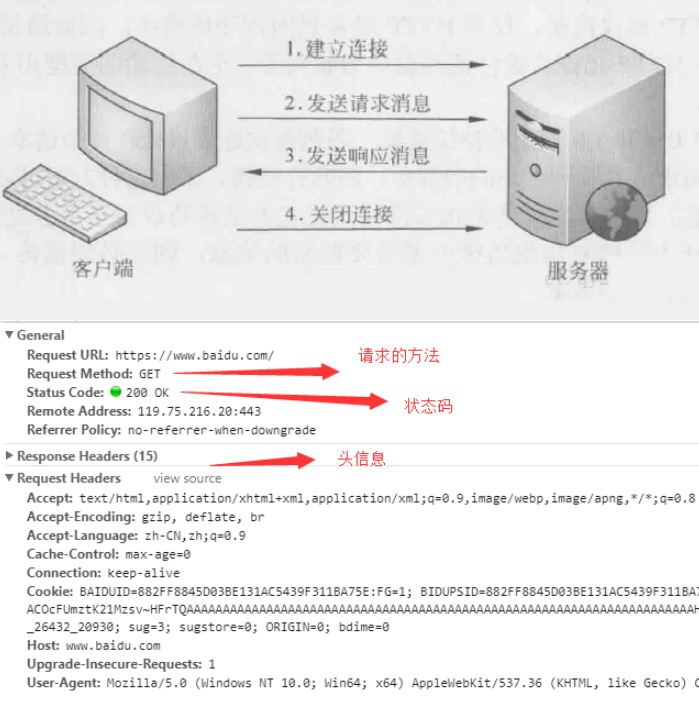 1.建立连接
2.发送请求消息
3.发送响应消息
4.关闭连接
客户端
服务器
General
Request URL: https://www.baidu.com/
请求的方法
Request Method: GET
Status Code: 200 OK
状态码
Remote Address: 119.75.216.20:443
Referrer Policy: no-referrer-when-downgrade
Response Headers (15)
头信息
Request Headers view source
Accept: text/html,application/xhtml+xml,application/xml;q=0.9,image/webp,image/apng,*/*;q=0.8
Accept-Encoding: gzip, deflate, br
Accept-Language: zh-CN,zh;q=0.9
Cache-Control: max-age=0
Connection: keep-alive
Cookie: BAIDUID=882FF8845D03BE131AC5439F311BA75E:FG=1; BIDUPSID=882FF8845D03BE131AC5439F311BA7
_26432_20930; sug=3; sugstore=0; ORIGIN=0; bdime=0
Host: www.baidu.com
Upgrade-Insecure-Requests: 1
User-Agent: Mozilla/5.0 (Windows NT 10.0; Win64; x64) AppleWebKit/537.36 (KHTML, like Gecko) C